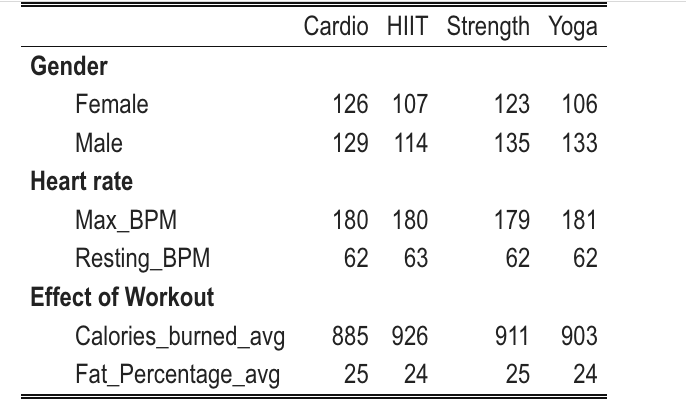 Cardio HIIT Strength Yoga
Gender
Female 126 107 123 106
Male 129 114 135 133
Heart rate
Max_BPM 180 180 179 181
Resting_BPM 62 63 62 62
Effect of Workout
Calories_burned_avg 885 926 911 903
Fat_Percentage_avg 25 24 25 24